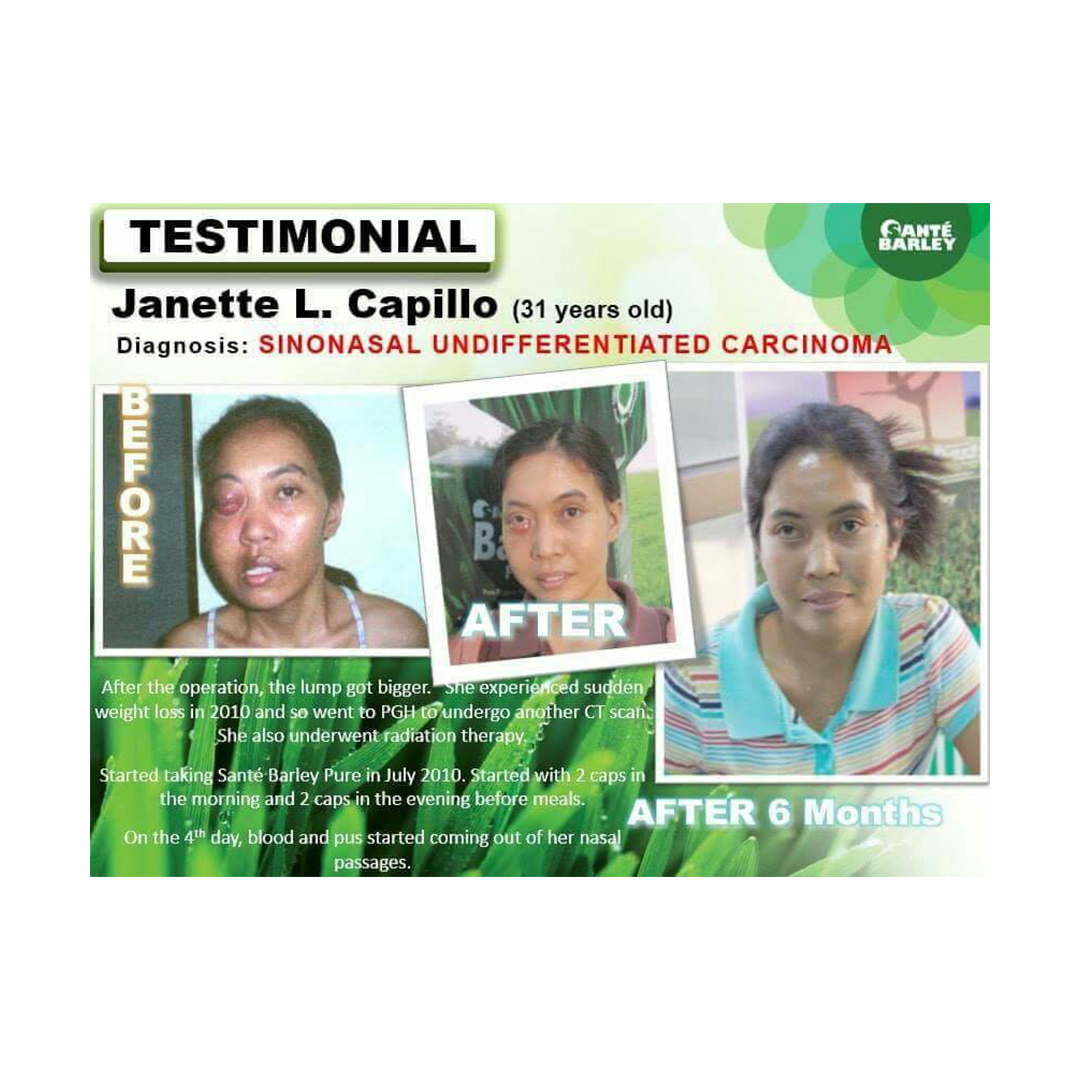 TESTIMONIAL
SANTÉ
BARLEY
Janette L. Capillo (31 years old)
Diagnosis: SINONASAL UNDIFFERENTIATED CARCINOMA
BEFORE
AFTER
After the operation, the lump got bigger. She experienced sudden
weight loss in 2010 and so went to PGH to undergo another CT scan.
She also underwent radiation therapy.
Started taking Santé Barley Pure in July 2010. Started with 2 caps in
the morning and 2 caps in the evening before meals.
On the 4th day, blood and pus started coming out of her nasal
passages.
AFTER 6 Months